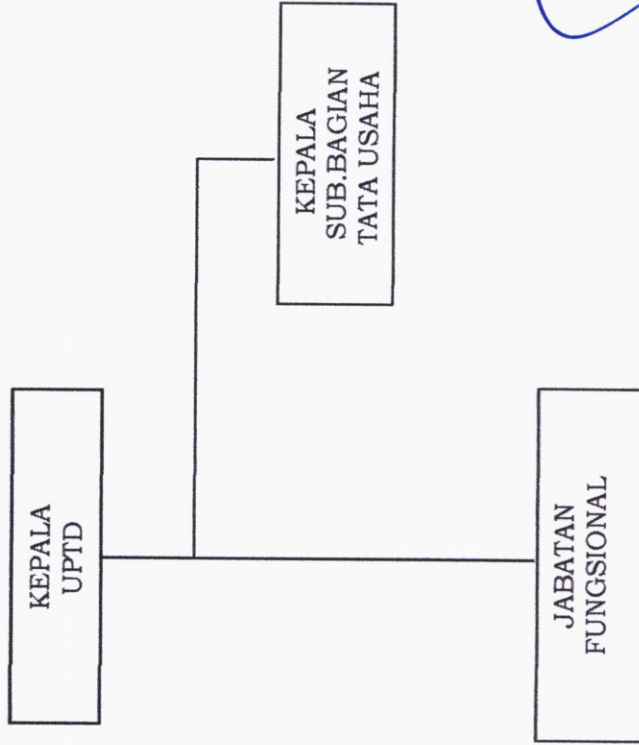 KEPALA
UPTD
KEPALA
SUB.BAGIAN
TATA USAHA
JABATAN
FUNGSIONAL